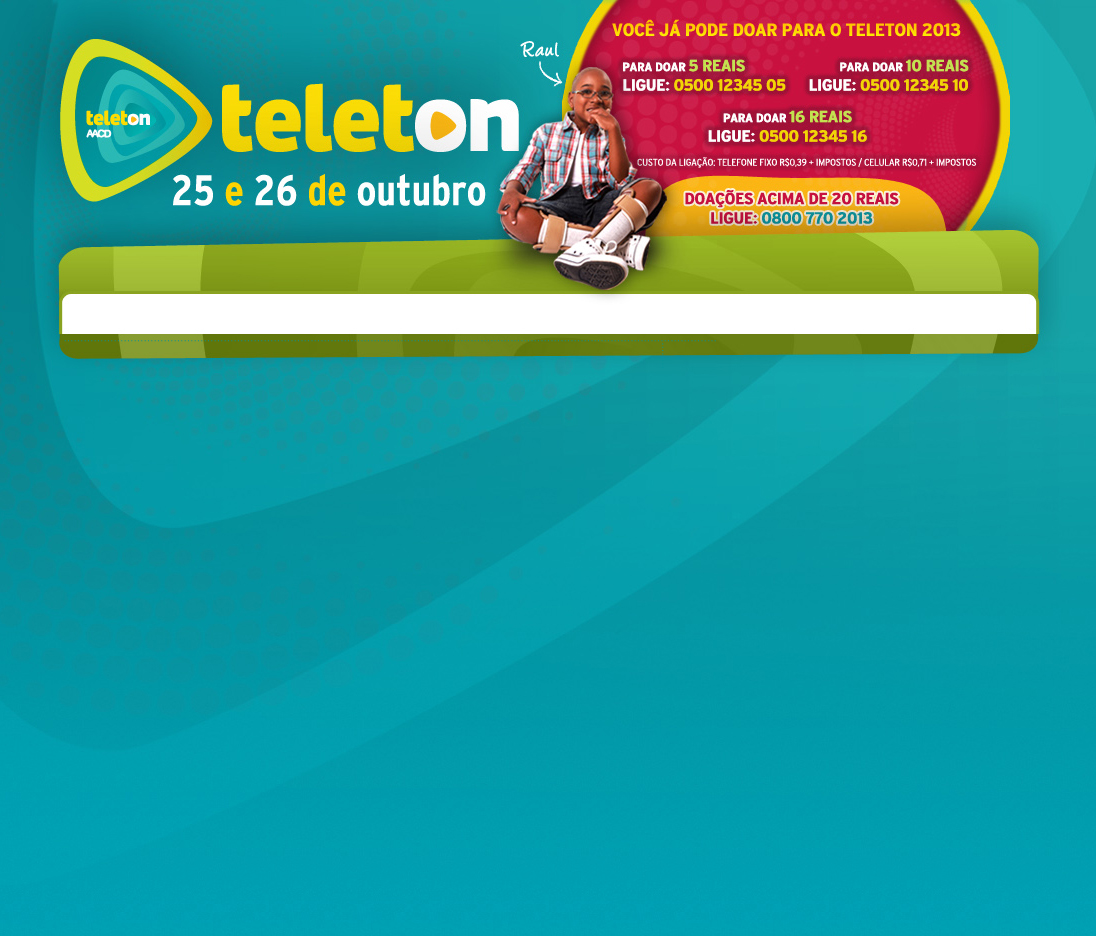 teleton
AACD
teleton
25 e 26 de outubro
Raul
VOCÊ JÁ PODE DOAR PARA O TELETON 2013
PARA DOAR 5 REAIS
LIGUE: 0500 12345 05
PARA DOAR 10 REAIS
LIGUE: 0500 12345 10
PARA DOAR 16 REAIS
LIGUE: 0500 12345 16
CUSTO DA LIGAÇÃO: TELEFONE FIXO R$0,39 + IMPOSTOS / CELULAR R$0,71 + IMPOSTOS
DOAÇÕES ACIMA DE 20 REAIS
LIGUE: 0800 770 2013